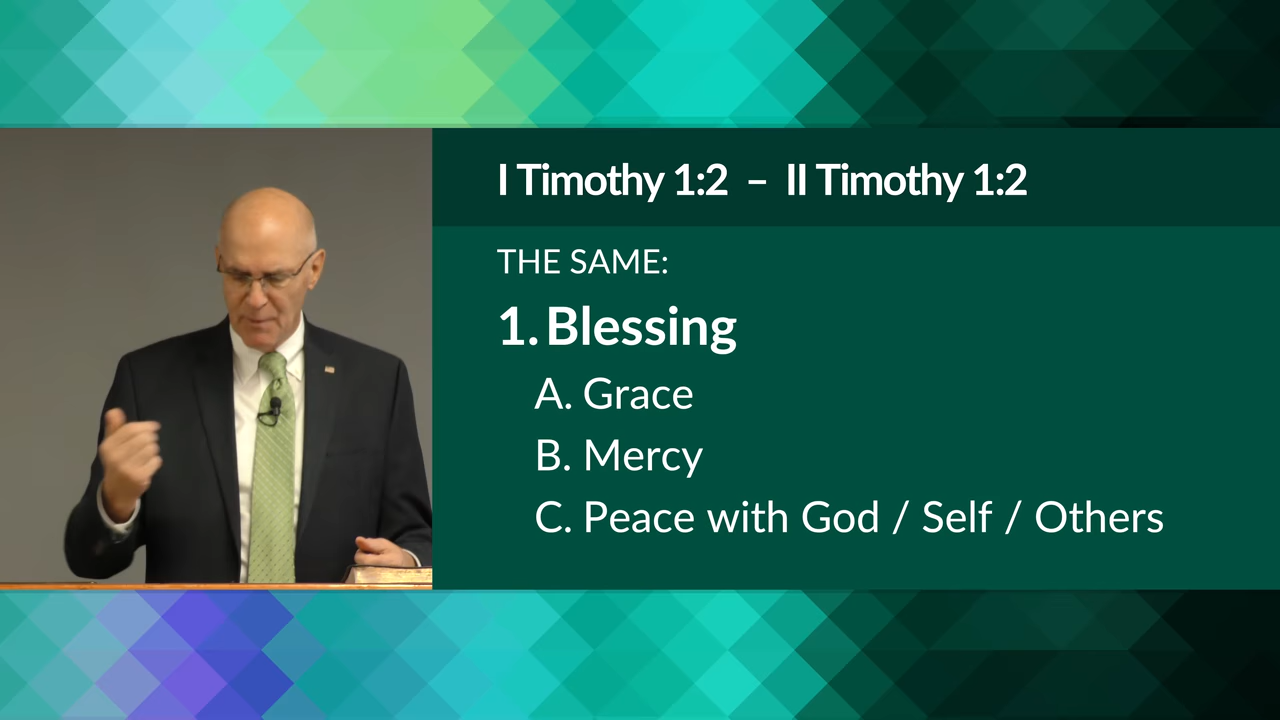 I Timothy 1:2 – II Timothy 1:2
THE SAME:
1. Blessing
A. Grace
B. Mercy
C. Peace with God / Self / Others